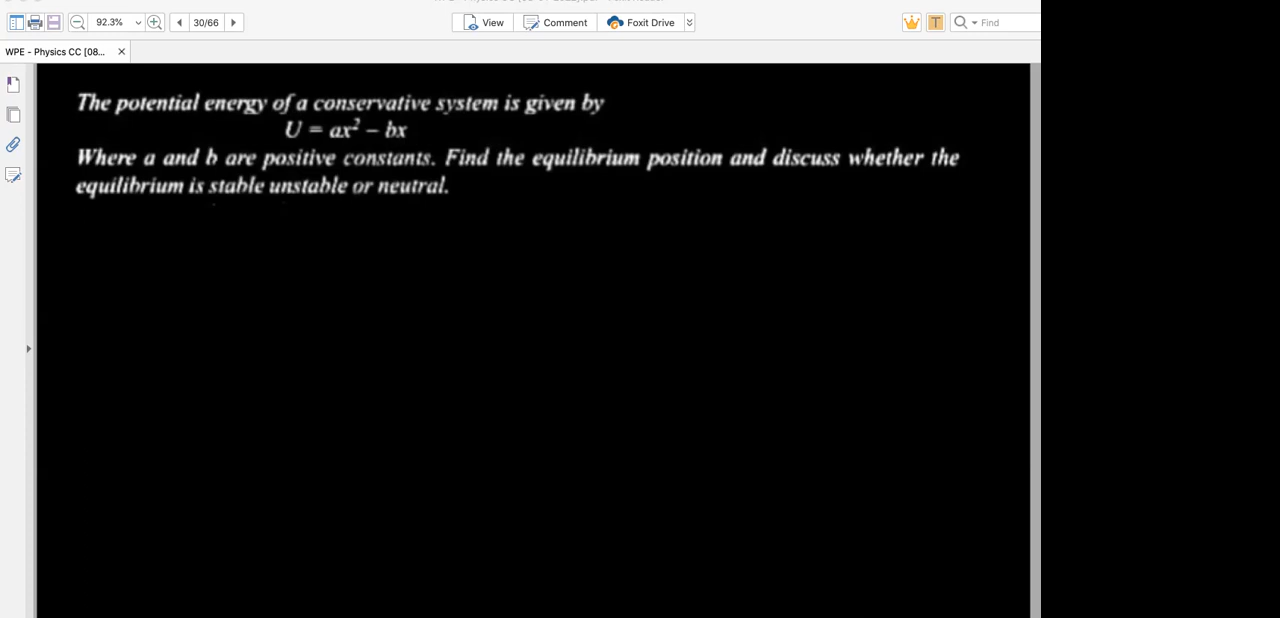 92.3%
30/66
View
Comment
Foxit Drive
T
Find
WPE - Physics CC [08...
The potential energy of a conservative system is given by
U = ax² – bx
Where a and b are positive constants. Find the equilibrium position and discuss whether the
equilibrium is stable unstable or neutral.